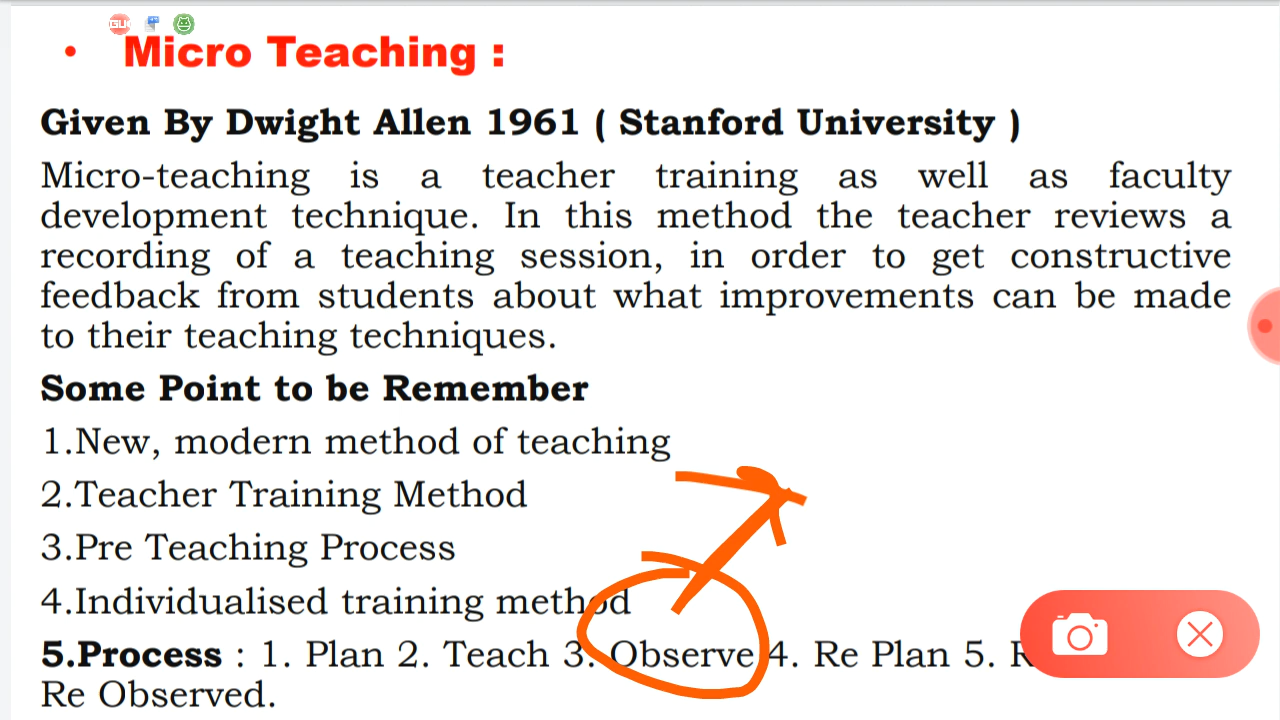 • Micro Teaching :
Given By Dwight Allen 1961 ( Stanford University )
Micro-teaching is a teacher training as well as faculty
development technique. In this method the teacher reviews a
recording of a teaching session, in order to get constructive
feedback from students about what improvements can be made
to their teaching techniques.
Some Point to be Remember
1.New, modern method of teaching
2.Teacher Training Method
3.Pre Teaching Process
4.Individualised training method
5.Process : 1. Plan 2. Teach 3. Observe 4. Re Plan 5.
Re Observed.